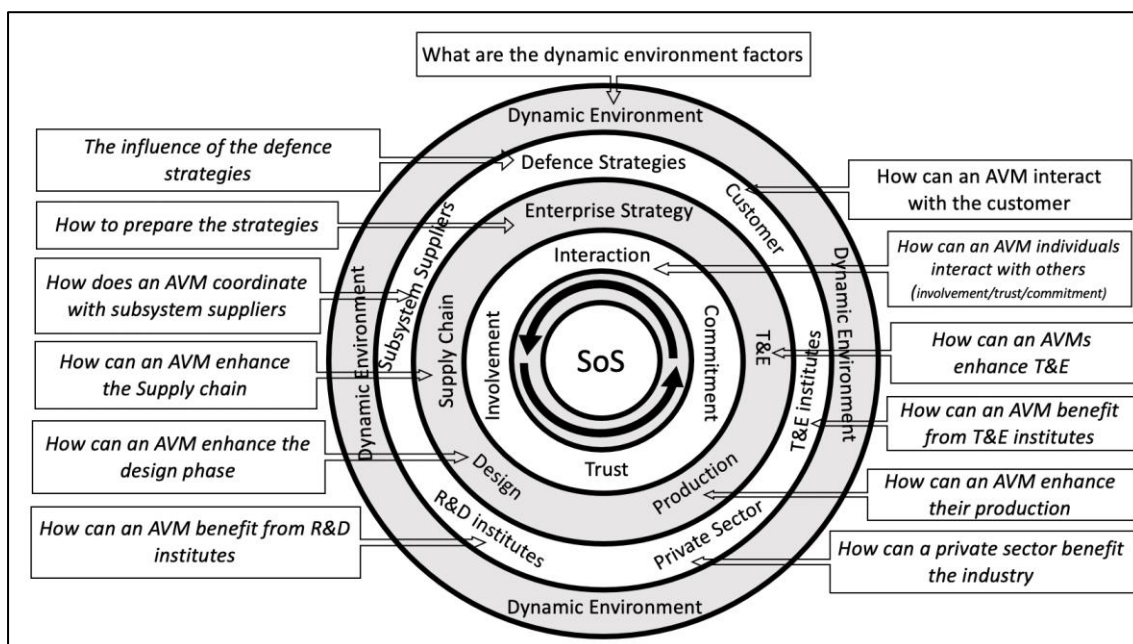 What are the dynamic environment factors
Dynamic Environment
The influence of the defence
strategies
Defence Strategies
How can an AVM interact
with the customer
Customer
How to prepare the strategies
Enterprise Strategy
How can an AVM individuals
interact with others
(involvement/trust/commitment)
Interaction
How does an AVM coordinate
with subsystem suppliers
Subsystem Suppliers
Dynamic Environment
Dynamic Environment
How can an AVMs
enhance T&E
T&E
How can an AVM enhance
the Supply chain
Supply Chain
Involvement
SoS
Commitment
How can an AVM benefit
from T&E institutes
T&E institutes
Trust
How can an AVM enhance the
design phase
Design
How can an AVM enhance
their production
Production
How can an AVM benefit from R&D
institutes
R&D institutes
Private Sector
How can a private sector benefit
the industry
Dynamic Environment